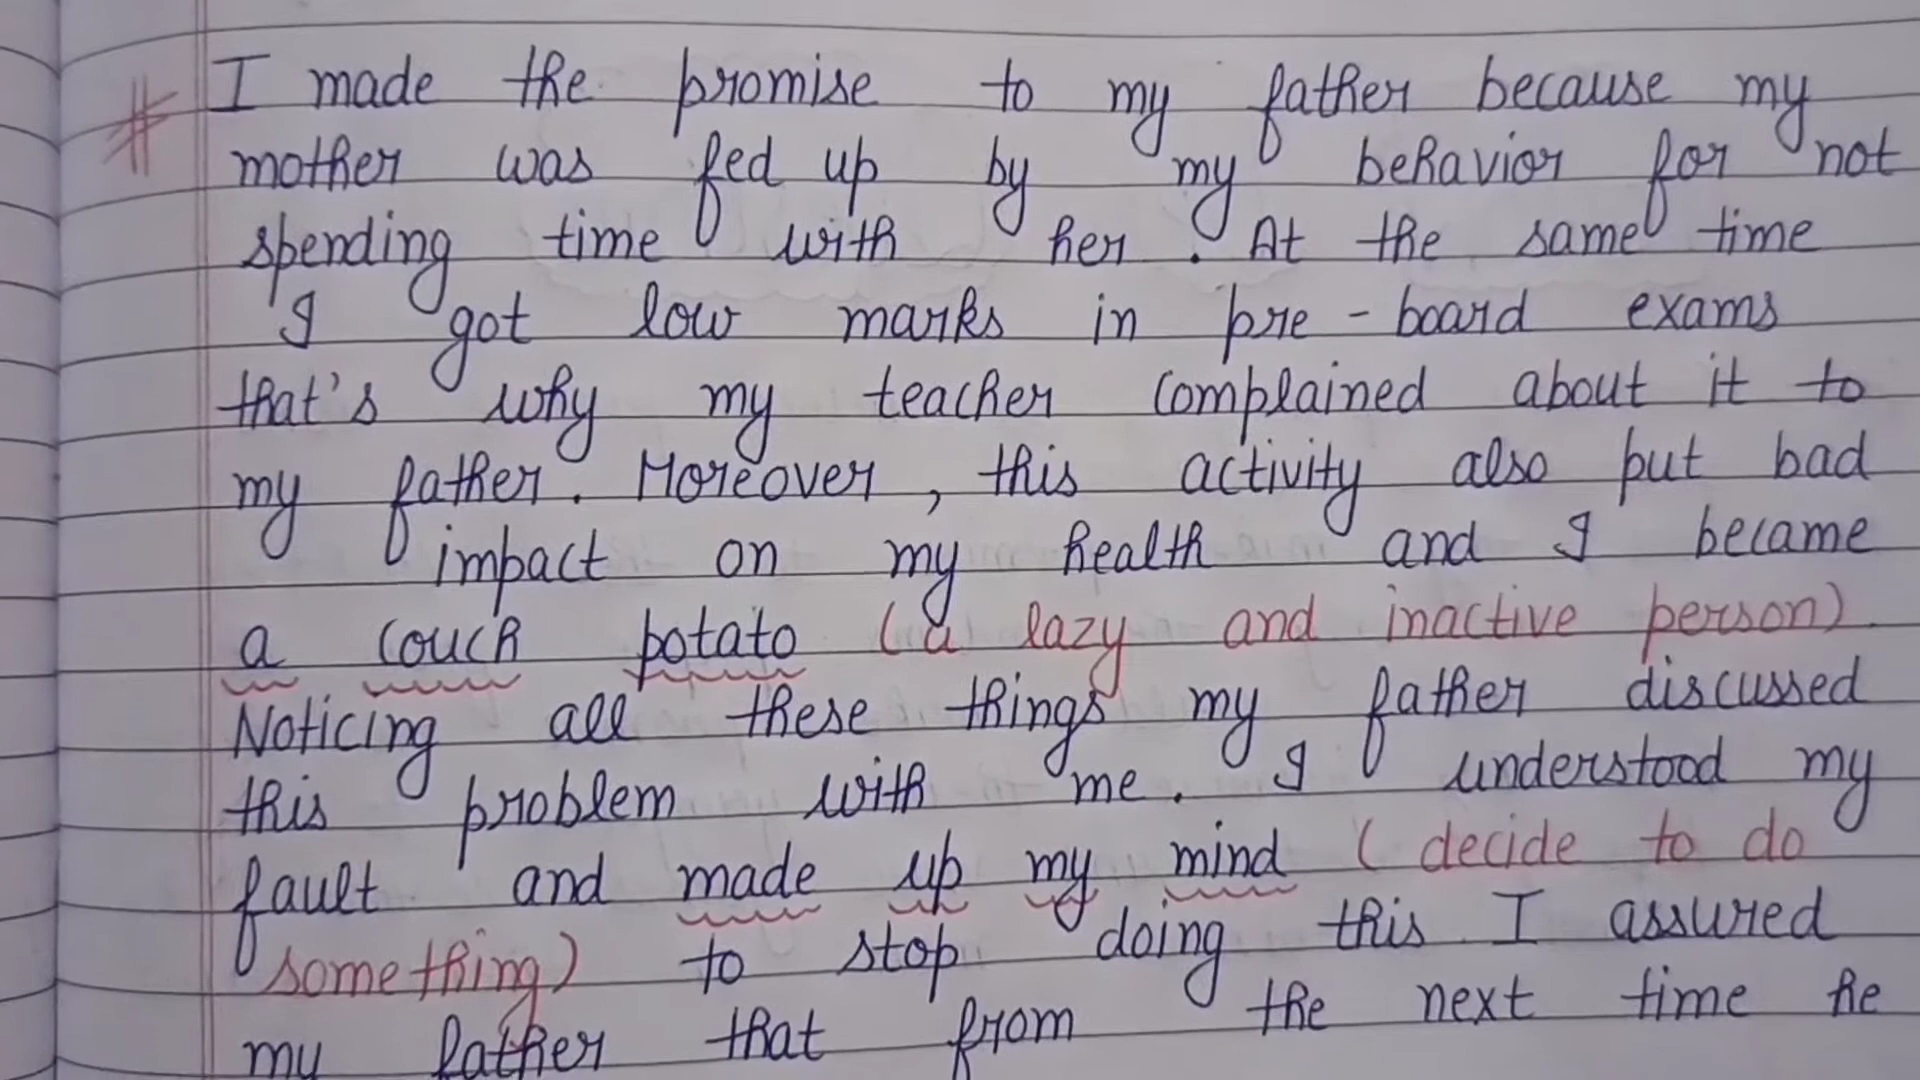 # I made the promise to my father because my
mother was fed up by my behavior for not
spending time with her. At the same time
I got low marks in pre-board exams
that's why my teacher complained about it to
my father. Moreover, this activity also put bad
impact on my health and I became
a couch potato (a lazy and inactive person).
Noticing all these things my father discussed
this problem with me. I understood my
fault and made up my mind (decide to do
something) to stop doing this. I assured
my father that from the next time he